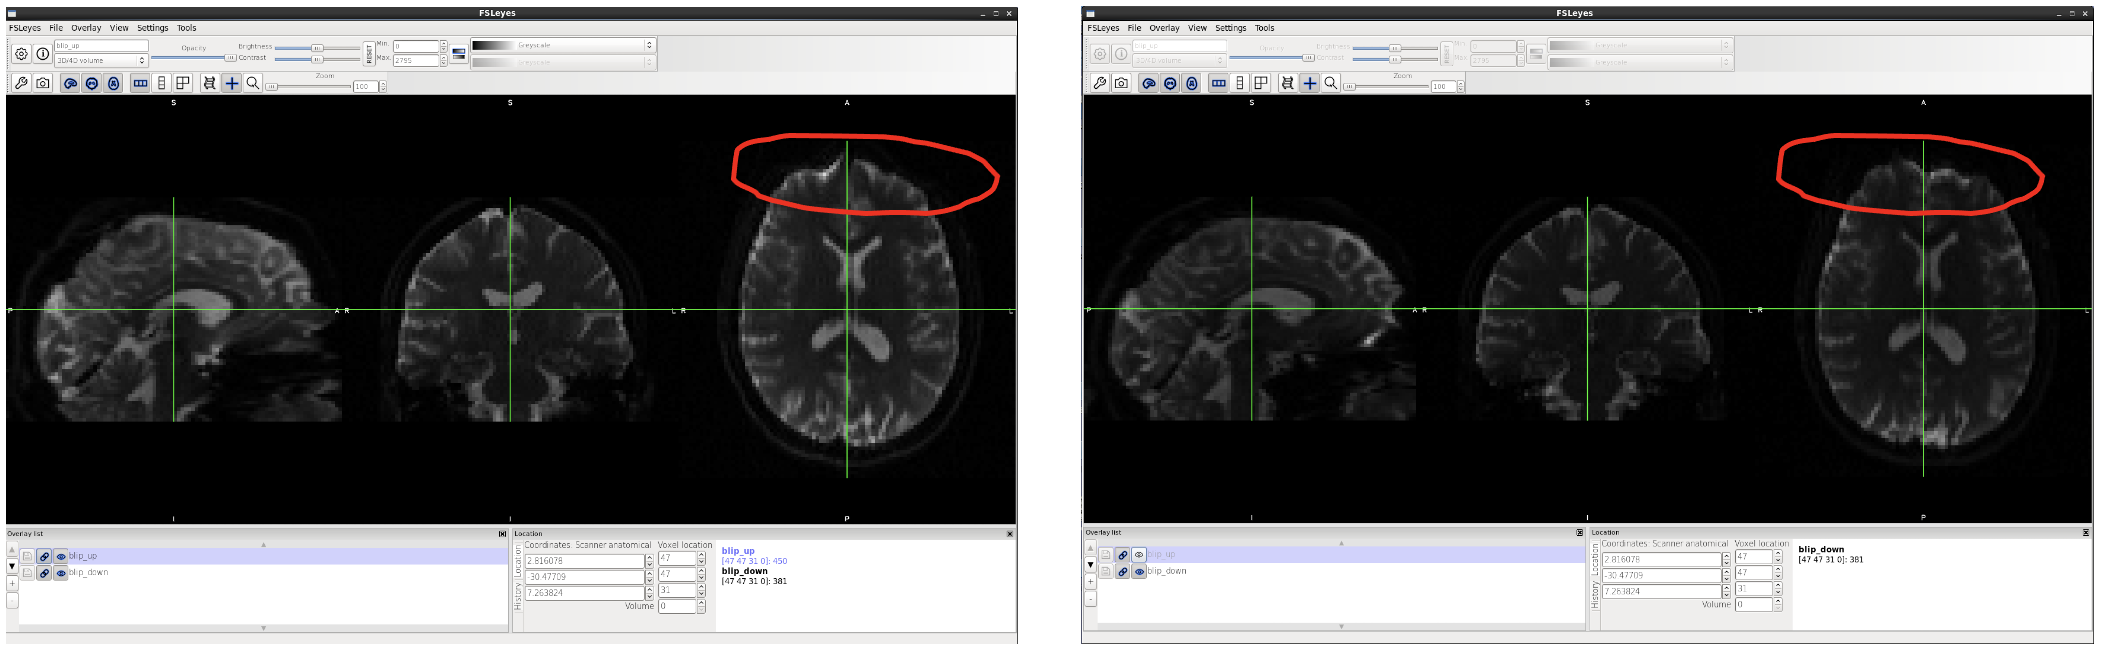 FSLeyes
FSLeyes File Overlay View Settings Tools
blip_up
3D/4D volume
Opacity
Brightness
Contrast
RESET
Min. 0
Max. 2795
Greyscale
Greyscale
Zoom
100
S S A
P A R L R L
I I P
Overlay list
blip_up
blip_down
Location
History Location
Coordinates: Scanner anatomical Voxel location
2.816078 47
-30.47709 47
7.263824 31
Volume 0
blip_up
[47 47 31 0]: 450
blip_down
[47 47 31 0]: 381
FSLeyes
FSLeyes File Overlay View Settings Tools
blip_up
3D/4D volume
Opacity
Brightness
Contrast
RESET
Min. 0
Max 2795
Greyscale
Greyscale
Zoom
100
S S A
P A R L R L
I I P
Overlay list
blip_up
blip_down
Location
History Location
Coordinates: Scanner anatomical Voxel location
2.816078 47
-30.47709 47
7.263824 31
Volume 0
blip_down
[47 47 31 0]: 381